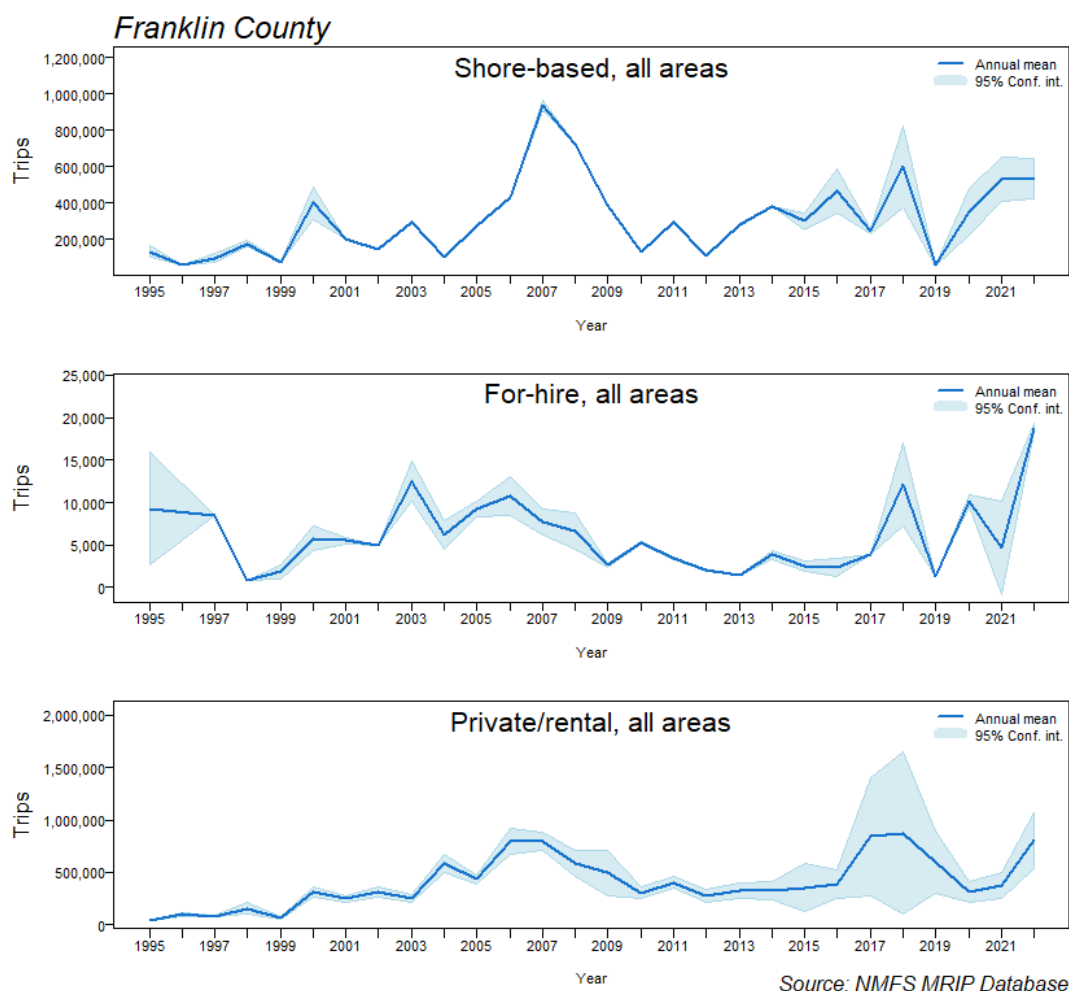 Franklin County
Shore-based, all areas
Annual mean
95% Conf. int.
Trips
1,200,000
1,000,000
800,000
600,000
400,000
200,000
1995 1997 1999 2001 2003 2005 2007 2009 2011 2013 2015 2017 2019 2021
Year
For-hire, all areas
Annual mean
95% Conf. int.
Trips
25,000
20,000
15,000
10,000
5,000
0
1995 1997 1999 2001 2003 2005 2007 2009 2011 2013 2015 2017 2019 2021
Year
Private/rental, all areas
Annual mean
95% Conf. int.
Trips
2,000,000
1,500,000
1,000,000
500,000
0
1995 1997 1999 2001 2003 2005 2007 2009 2011 2013 2015 2017 2019 2021
Year
Source: NMFS MRIP Database